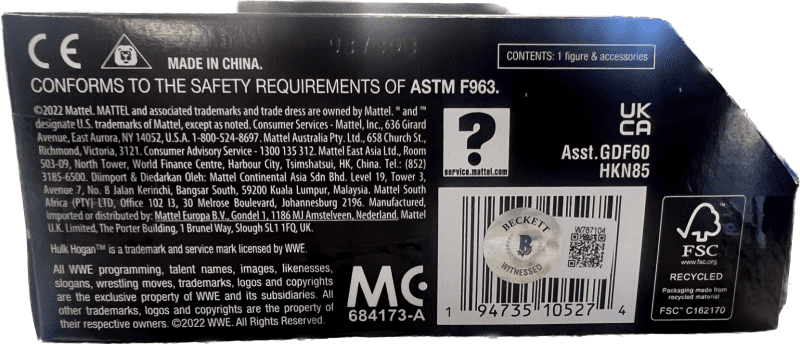 CE
MADE IN CHINA.
CONTENTS: 1 figure & accessories
CONFORMS TO THE SAFETY REQUIREMENTS OF ASTM F963.
©2022 Mattel. MATTEL and associated trademarks and trade dress are owned by Mattel. ® and ™
designate U.S. trademarks of Mattel, except as noted. Consumer Services - Mattel, Inc., 636 Girard
Avenue, East Aurora, NY 14052, U.S.A. 1-800-524-8697. Mattel Australia Pty. Ltd., 658 Church St.,
Richmond, Victoria, 3121. Consumer Advisory Service - 1300 135 312. Mattel East Asia Ltd., Room
503-09, North Tower, World Finance Centre, Harbour City, Tsimshatsui, HK, China. Tel.: (852)
3185-6500. Diimport & Diedarkan Oleh: Mattel Continental Asia Sdn Bhd. Level 19, Tower 3,
Avenue 7, No. 8 Jalan Kerinchi, Bangsar South, 59200 Kuala Lumpur, Malaysia. Mattel South
Africa (PTY) LTD, Office 102 I3, 30 Melrose Boulevard, Johannesburg 2196. Manufactured,
imported or distributed by: Mattel Europa B.V., Gondel 1, 1186 MJ Amstelveen, Nederland. Mattel
U.K. Limited, The Porter Building, 1 Brunel Way, Slough SL1 1FQ, UK.
Hulk Hogan™ is a trademark and service mark licensed by WWE.
All WWE programming, talent names, images, likenesses,
slogans, wrestling moves, trademarks, logos and copyrights
are the exclusive property of WWE and its subsidiaries. All
other trademarks, logos and copyrights are the property of
their respective owners. ©2022 WWE. All Rights Reserved.
MC
684173-A
?
service.mattel.com
UK
CA
Asst.GDF60
HKN85
BECKETT
B
WITNESSED
W787104
1 94735 10527 4
FSC
www.fsc.org
RECYCLED
Packaging made from
recycled material
FSC™ C162170